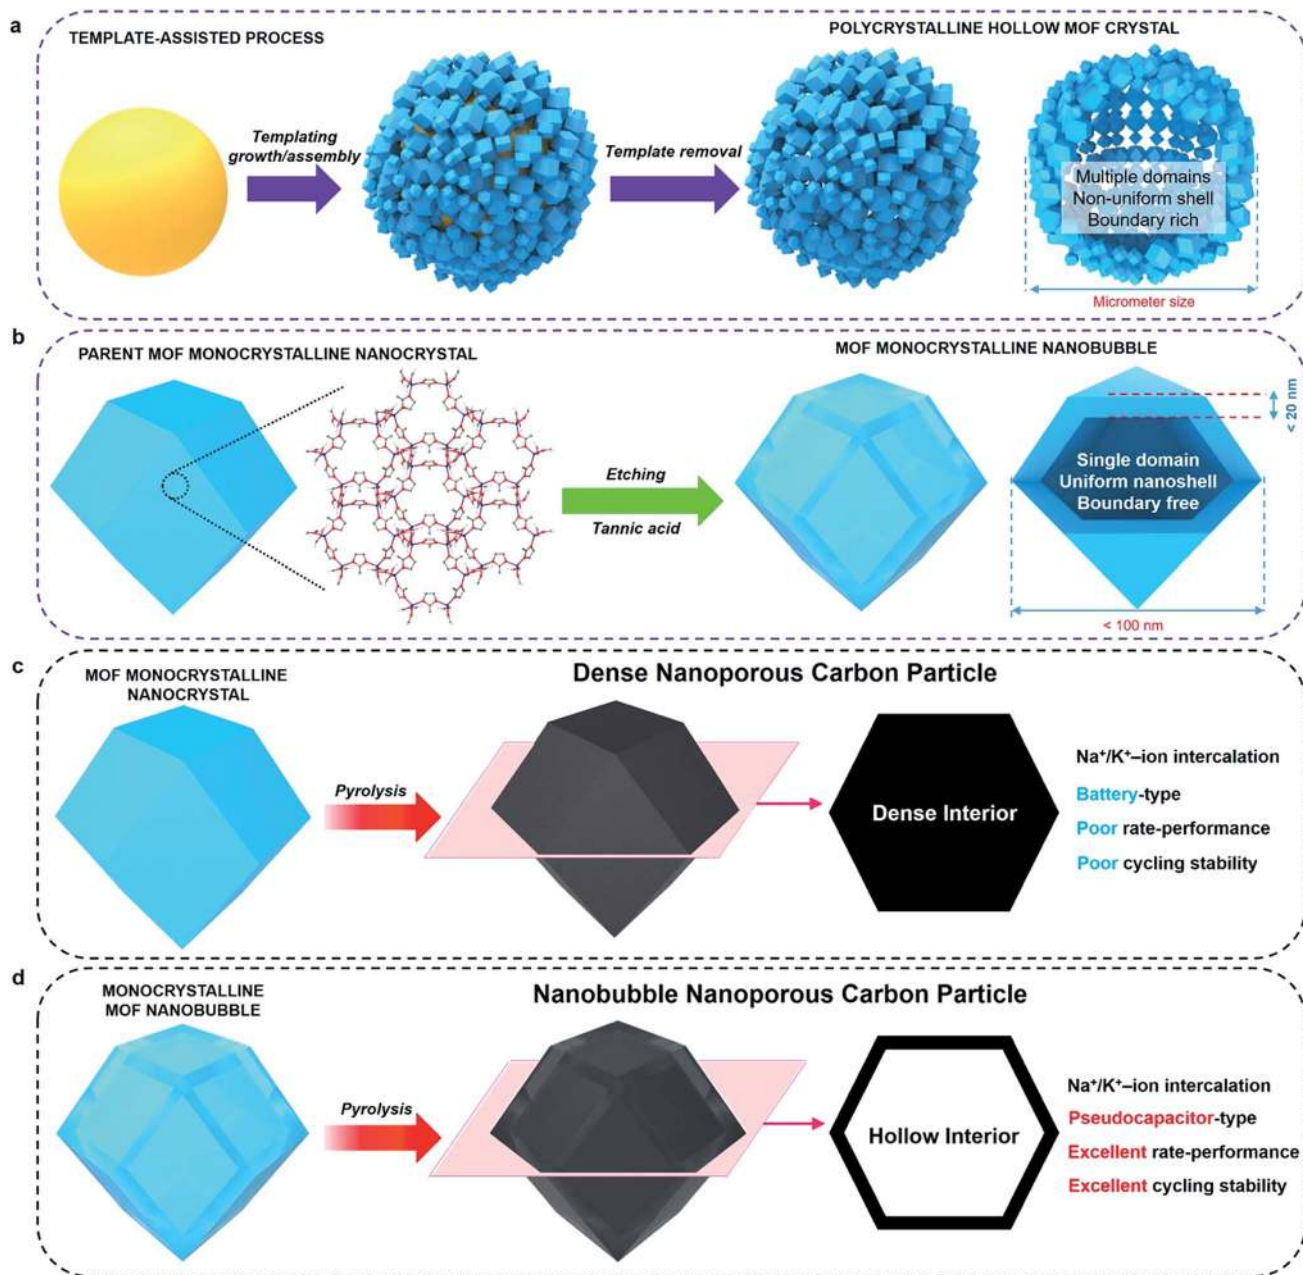 a
TEMPLATE-ASSISTED PROCESS
POLYCRYSTALLINE HOLLOW MOF CRYSTAL
Templating
growth/assembly
Template removal
Multiple domains
Non-uniform shell
Boundary rich
Micrometer size
b
PARENT MOF MONOCRYSTALLINE NANOCRYSTAL
MOF MONOCRYSTALLINE NANOBUBBLE
Etching
Tannic acid
< 20 nm
Single domain
Uniform nanoshell
Boundary free
< 100 nm
c
MOF MONOCRYSTALLINE
NANOCRYSTAL
Dense Nanoporous Carbon Particle
Pyrolysis
Dense Interior
Na⁺/K⁺–ion intercalation
Battery-type
Poor rate-performance
Poor cycling stability
d
MONOCRYSTALLINE
MOF NANOBUBBLE
Nanobubble Nanoporous Carbon Particle
Pyrolysis
Hollow Interior
Na⁺/K⁺–ion intercalation
Pseudocapacitor-type
Excellent rate-performance
Excellent cycling stability